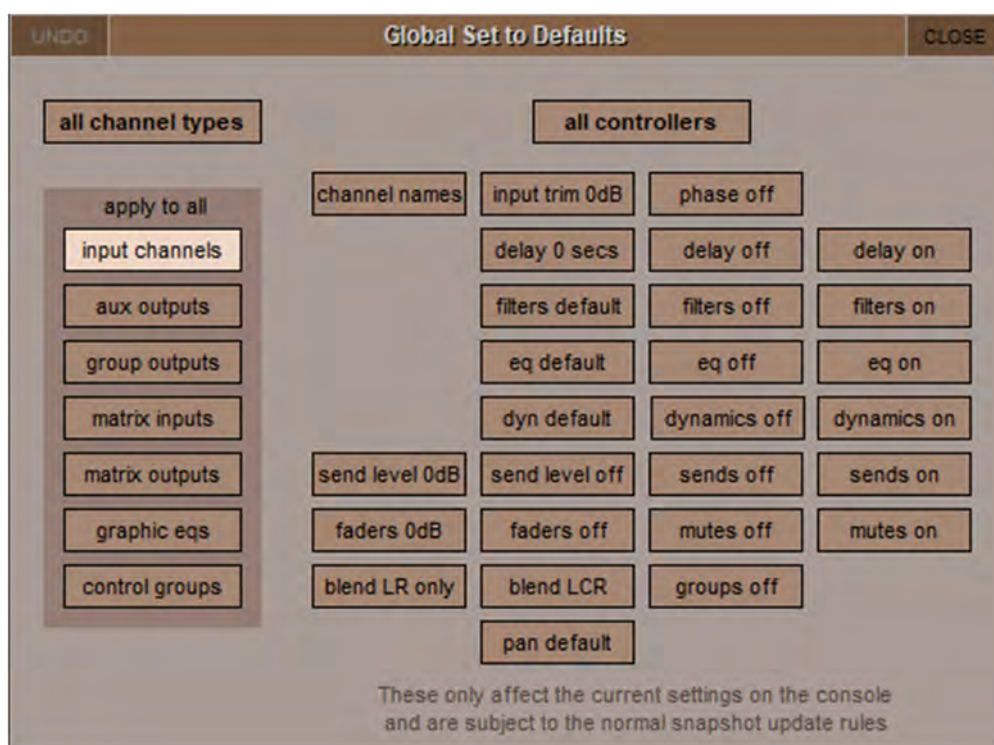 UNDO Global Set to Defaults CLOSE
all channel types all controllers
apply to all
input channels
aux outputs
group outputs
matrix inputs
matrix outputs
graphic eqs
control groups
channel names input trim 0dB phase off
delay 0 secs delay off delay on
filters default filters off filters on
eq default eq off eq on
dyn default dynamics off dynamics on
send level 0dB send level off sends off sends on
faders 0dB faders off mutes off mutes on
blend LR only blend LCR groups off
pan default
These only affect the current settings on the console
and are subject to the normal snapshot update rules